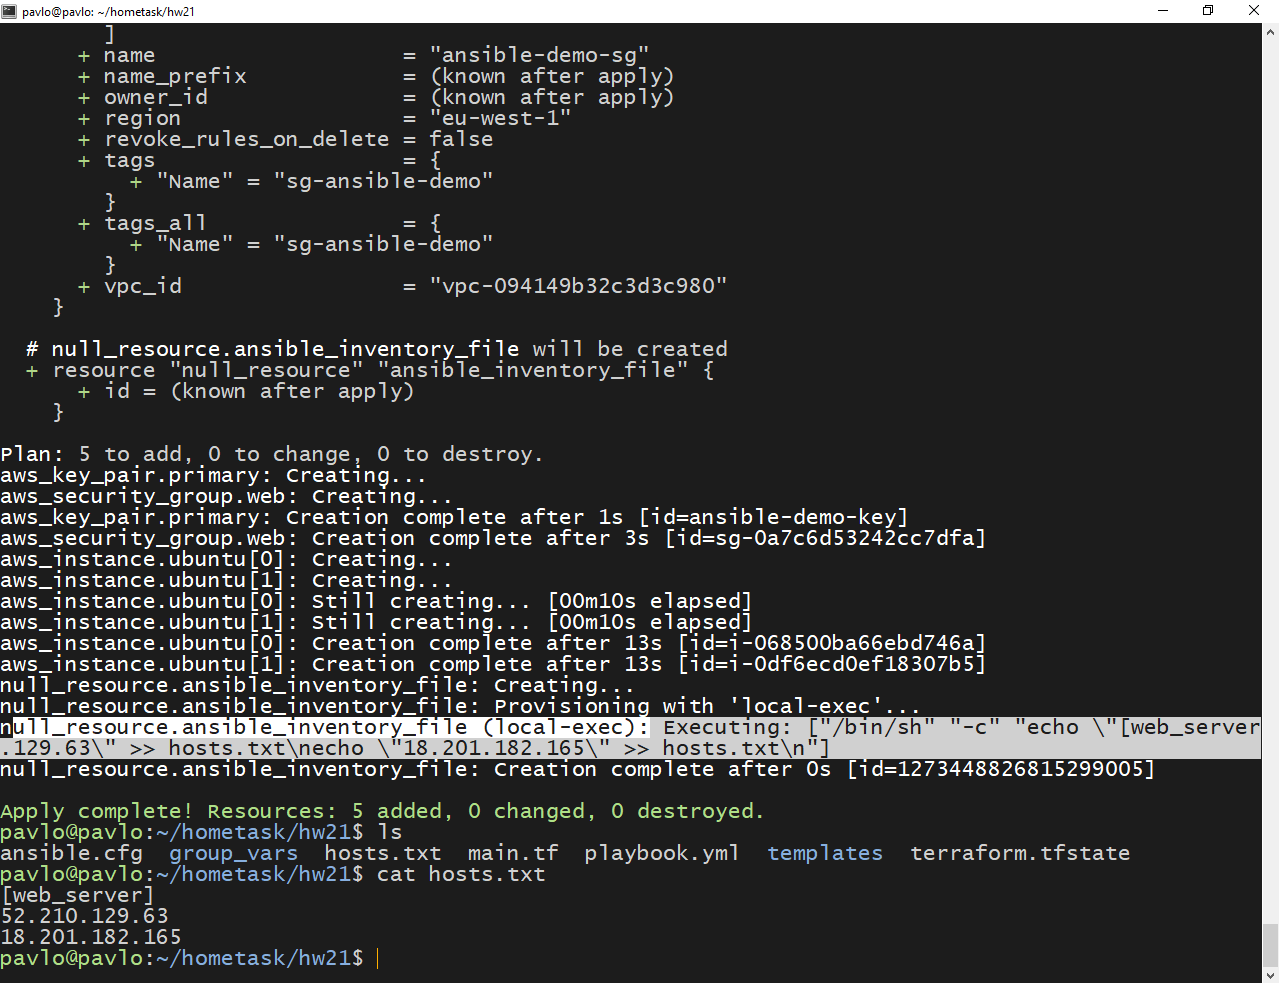 pavlo@pavlo: ~/hometask/hw21
]
+ name = "ansible-demo-sg"
+ name_prefix = (known after apply)
+ owner_id = (known after apply)
+ region = "eu-west-1"
+ revoke_rules_on_delete = false
+ tags = {
+ "Name" = "sg-ansible-demo"
}
+ tags_all = {
+ "Name" = "sg-ansible-demo"
}
+ vpc_id = "vpc-094149b32c3d3c980"
}
# null_resource.ansible_inventory_file will be created
+ resource "null_resource" "ansible_inventory_file" {
+ id = (known after apply)
}
Plan: 5 to add, 0 to change, 0 to destroy.
aws_key_pair.primary: Creating...
aws_security_group.web: Creating...
aws_key_pair.primary: Creation complete after 1s [id=ansible-demo-key]
aws_security_group.web: Creation complete after 3s [id=sg-0a7c6d53242cc7dfa]
aws_instance.ubuntu[0]: Creating...
aws_instance.ubuntu[1]: Creating...
aws_instance.ubuntu[0]: Still creating... [00m10s elapsed]
aws_instance.ubuntu[1]: Still creating... [00m10s elapsed]
aws_instance.ubuntu[0]: Creation complete after 13s [id=i-068500ba66ebd746a]
aws_instance.ubuntu[1]: Creation complete after 13s [id=i-0df6ecd0ef18307b5]
null_resource.ansible_inventory_file: Creating...
null_resource.ansible_inventory_file: Provisioning with 'local-exec'...
null_resource.ansible_inventory_file (local-exec): Executing: ["/bin/sh" "-c" "echo \"[web_server
.129.63\" >> hosts.txt\necho \"18.201.182.165\" >> hosts.txt\n"]
null_resource.ansible_inventory_file: Creation complete after 0s [id=1273448826815299005]
Apply complete! Resources: 5 added, 0 changed, 0 destroyed.
pavlo@pavlo:~/hometask/hw21$ ls
ansible.cfg group_vars hosts.txt main.tf playbook.yml templates terraform.tfstate
pavlo@pavlo:~/hometask/hw21$ cat hosts.txt
[web_server]
52.210.129.63
18.201.182.165
pavlo@pavlo:~/hometask/hw21$